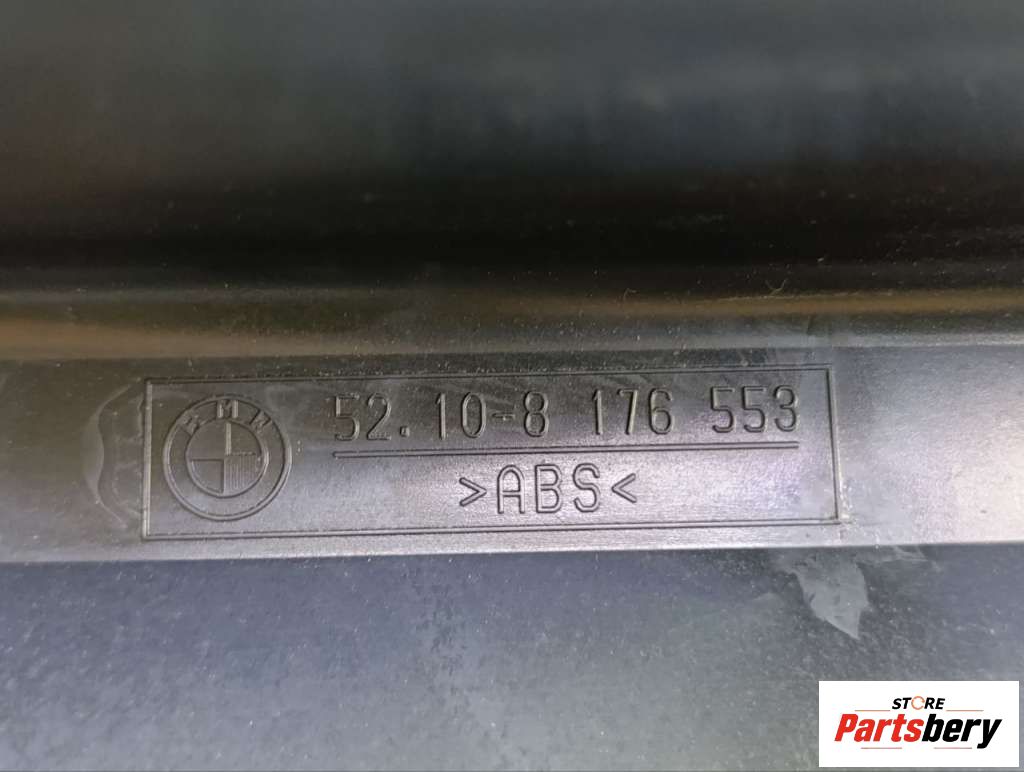 BMW
52.10-8 176 553
>ABS<
STORE
Partsbery